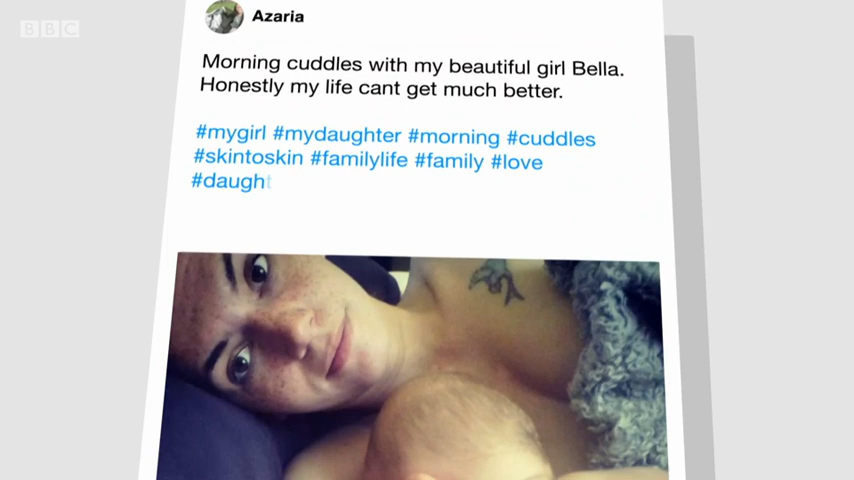 BBC
Azaria
Morning cuddles with my beautiful girl Bella.
Honestly my life cant get much better.
#mygirl #mydaughter #morning #cuddles
#skintoskin #familylife #family #love
#daught